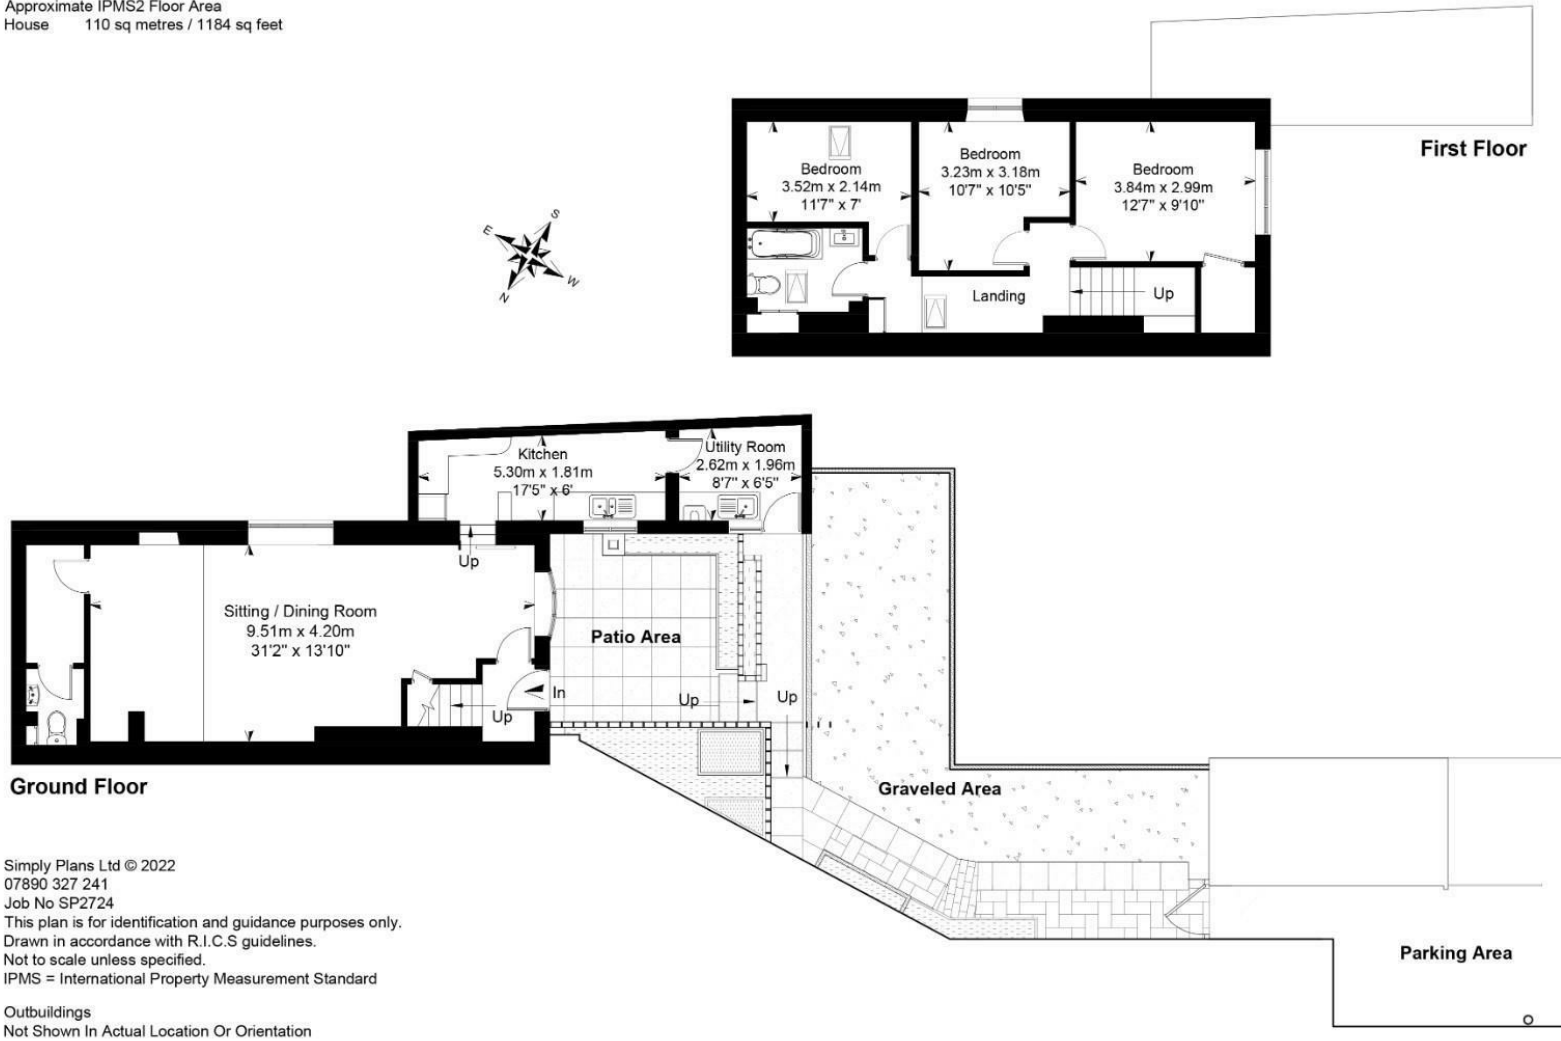 Approximate IPMS2 Floor Area
House 110 sq metres / 1184 sq feet
First Floor
Bedroom
3.52m x 2.14m
11'7" x 7'
Bedroom
3.23m x 3.18m
10'7" x 10'5"
Bedroom
3.84m x 2.99m
12'7" x 9'10"
Landing
Up
S
E
W
N
Kitchen
5.30m x 1.81m
17'5" x 6'
Utility Room
2.62m x 1.96m
8'7" x 6'5"
Up
Sitting / Dining Room
9.51m x 4.20m
31'2" x 13'10"
Patio Area
In
Up
Up
Up
Ground Floor
Graveled Area
Parking Area
Simply Plans Ltd © 2022
07890 327 241
Job No SP2724
This plan is for identification and guidance purposes only.
Drawn in accordance with R.I.C.S guidelines.
Not to scale unless specified.
IPMS = International Property Measurement Standard
Outbuildings
Not Shown In Actual Location Or Orientation